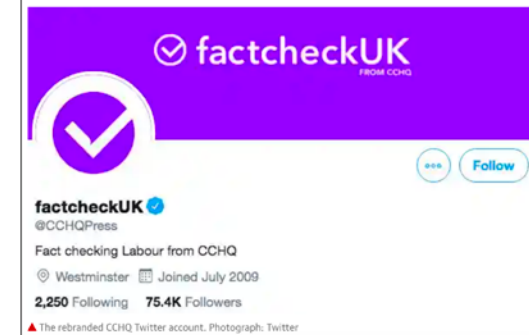 factcheckUK
FROM CCHQ
Follow
factcheckUK
@CCHQPress
Fact checking Labour from CCHQ
Westminster Joined July 2009
2,250 Following 75.4K Followers
The rebranded CCHQ Twitter account. Photograph: Twitter